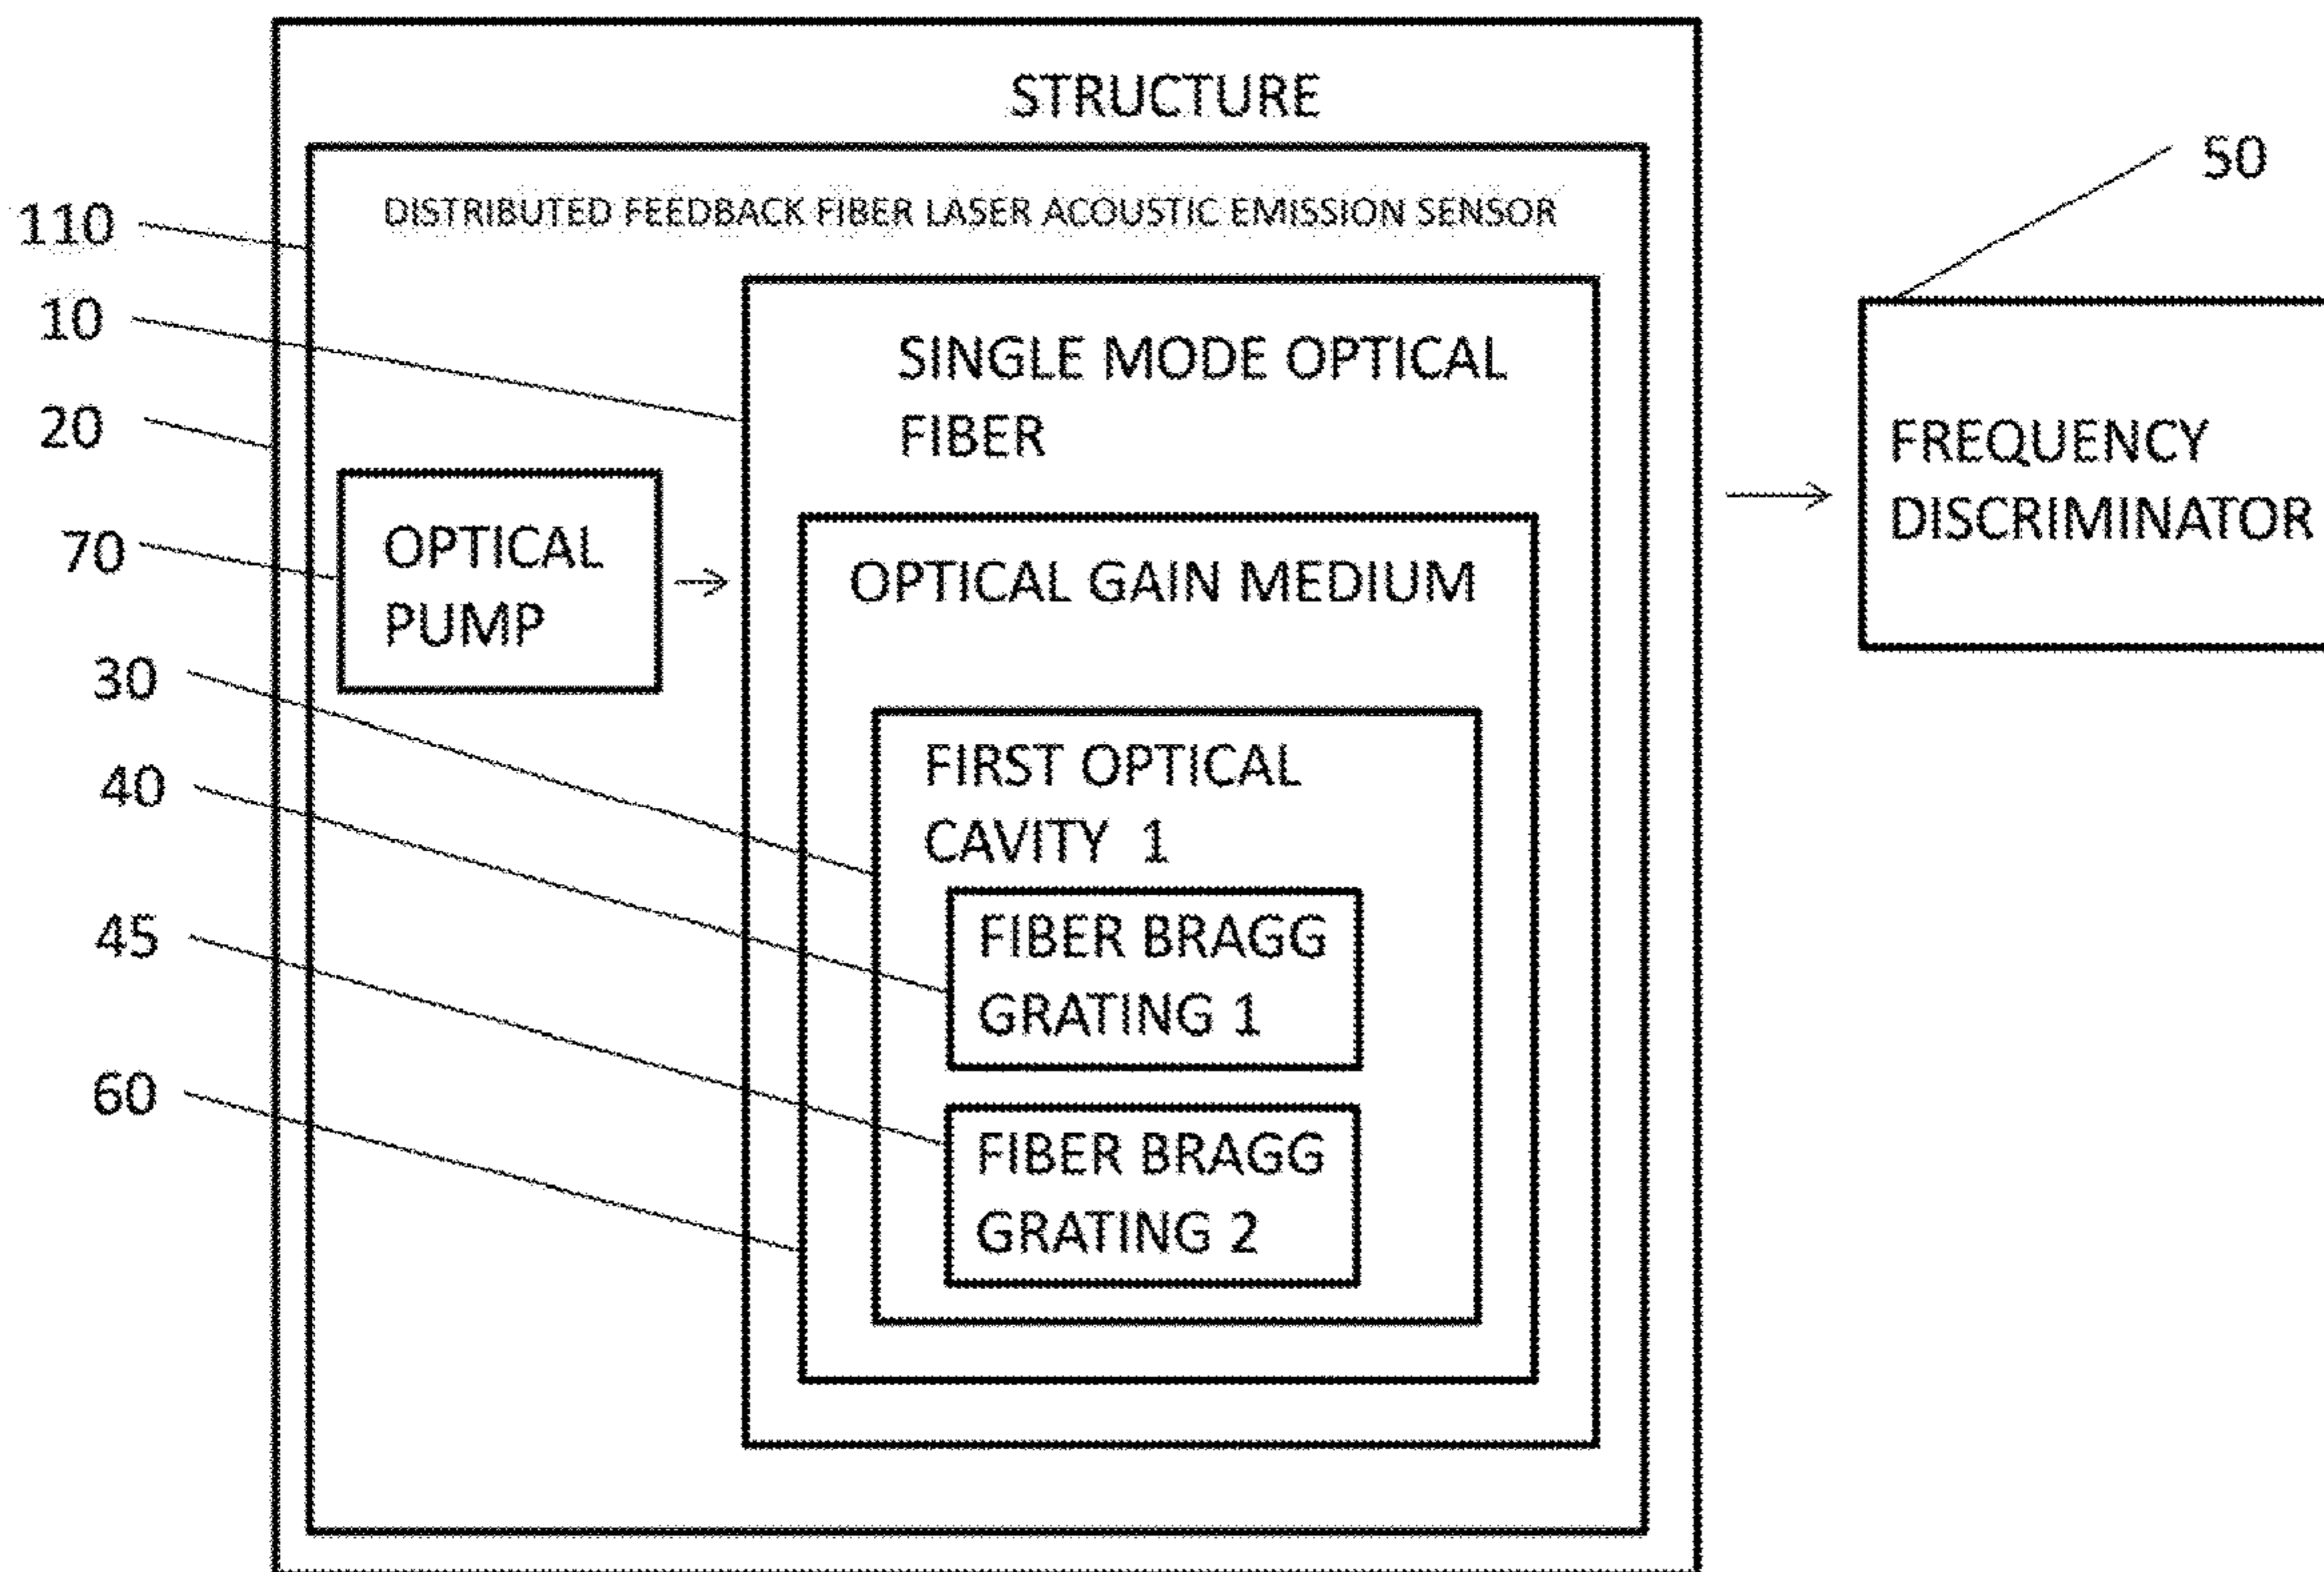 STRUCTURE
50
110
DISTRIBUTED FEEDBACK FIBER LASER ACOUSTIC EMISSION SENSOR
10
SINGLE MODE OPTICAL
FIBER
20
FREQUENCY
DISCRIMINATOR
70
OPTICAL
PUMP
OPTICAL GAIN MEDIUM
30
FIRST OPTICAL
CAVITY 1
40
FIBER BRAGG
GRATING 1
45
FIBER BRAGG
GRATING 2
60